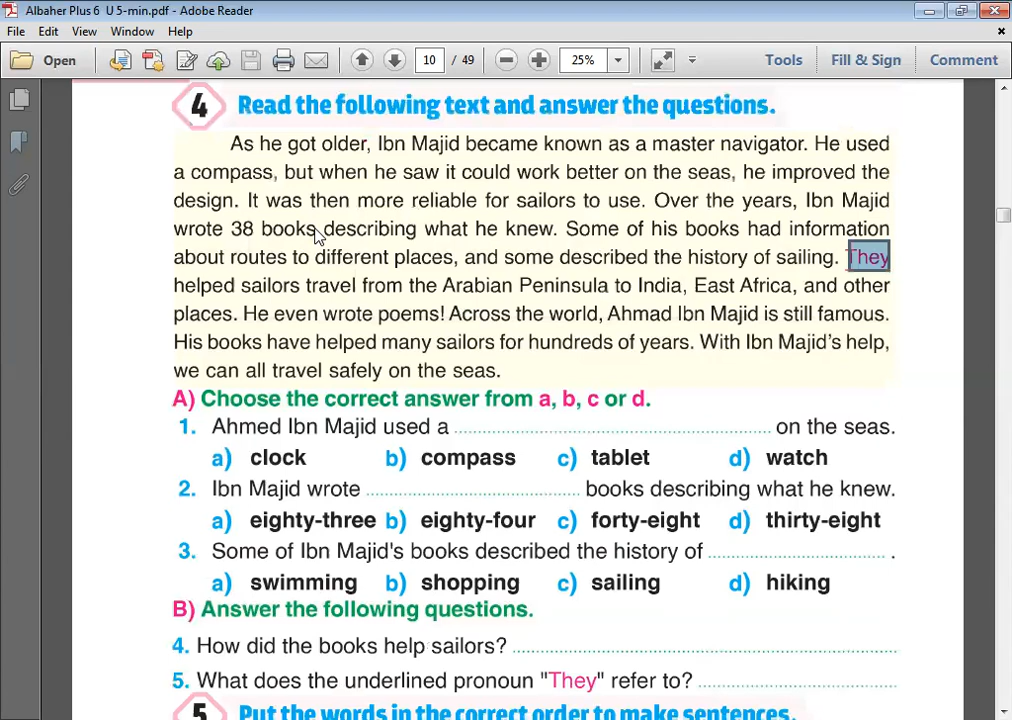 Albaher Plus 6 U 5-min.pdf - Adobe Reader
File Edit View Window Help
Open 10 / 49 25% Tools Fill & Sign Comment
4 Read the following text and answer the questions.
As he got older, Ibn Majid became known as a master navigator. He used
a compass, but when he saw it could work better on the seas, he improved the
design. It was then more reliable for sailors to use. Over the years, Ibn Majid
wrote 38 books describing what he knew. Some of his books had information
about routes to different places, and some described the history of sailing. They
helped sailors travel from the Arabian Peninsula to India, East Africa, and other
places. He even wrote poems! Across the world, Ahmad Ibn Majid is still famous.
His books have helped many sailors for hundreds of years. With Ibn Majid's help,
we can all travel safely on the seas.
A) Choose the correct answer from a, b, c or d.
1. Ahmed Ibn Majid used a ........................ on the seas.
a) clock b) compass c) tablet d) watch
2. Ibn Majid wrote ........................ books describing what he knew.
a) eighty-three b) eighty-four c) forty-eight d) thirty-eight
3. Some of Ibn Majid's books described the history of ........................ .
a) swimming b) shopping c) sailing d) hiking
B) Answer the following questions.
4. How did the books help sailors? ........................
5. What does the underlined pronoun "They" refer to? ........................
5 Put the words in the correct order to make sentences.